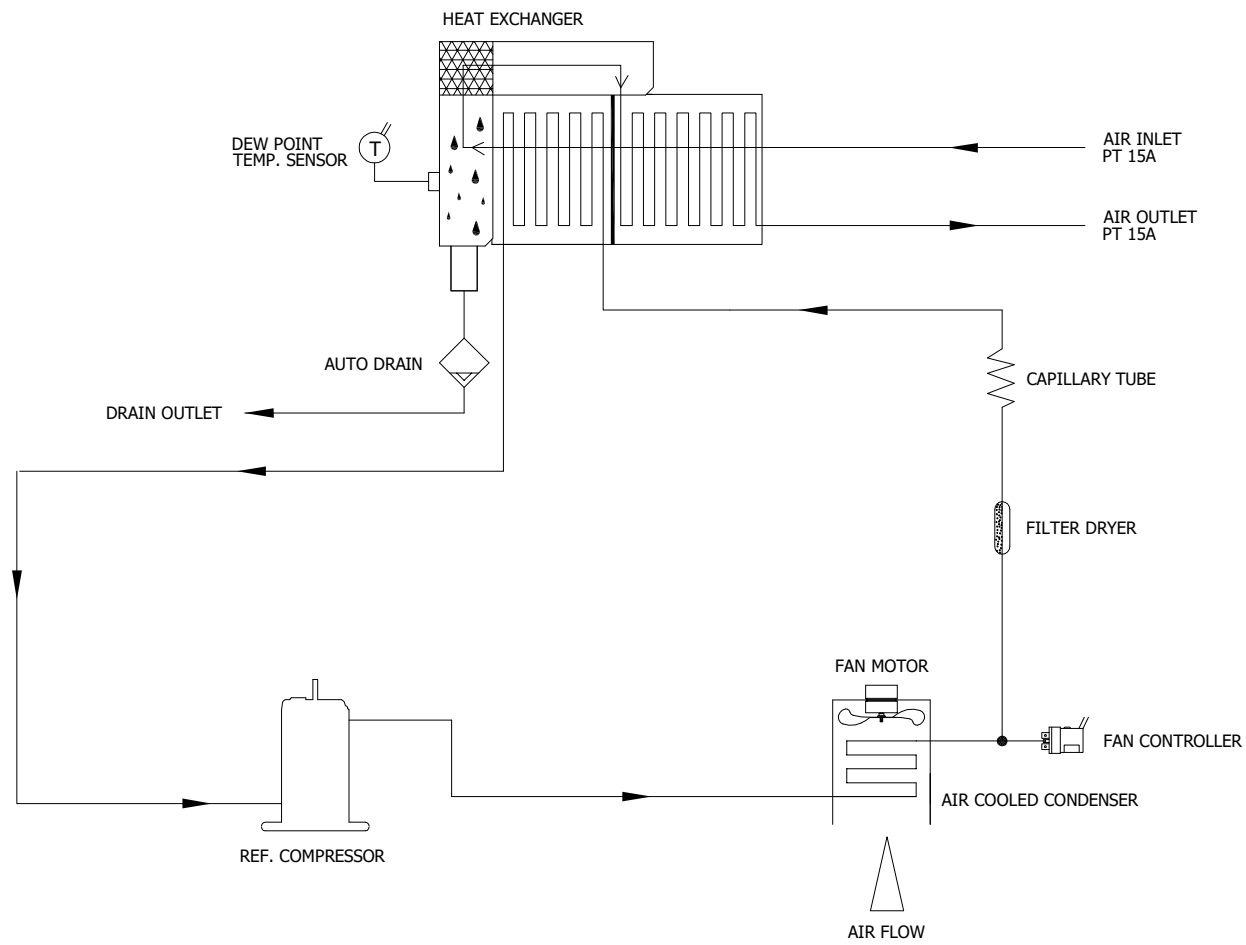 HEAT EXCHANGER
DEW POINT
TEMP. SENSOR
T
AIR INLET
PT 15A
AIR OUTLET
PT 15A
AUTO DRAIN
CAPILLARY TUBE
DRAIN OUTLET
FILTER DRYER
FAN MOTOR
FAN CONTROLLER
AIR COOLED CONDENSER
REF. COMPRESSOR
AIR FLOW